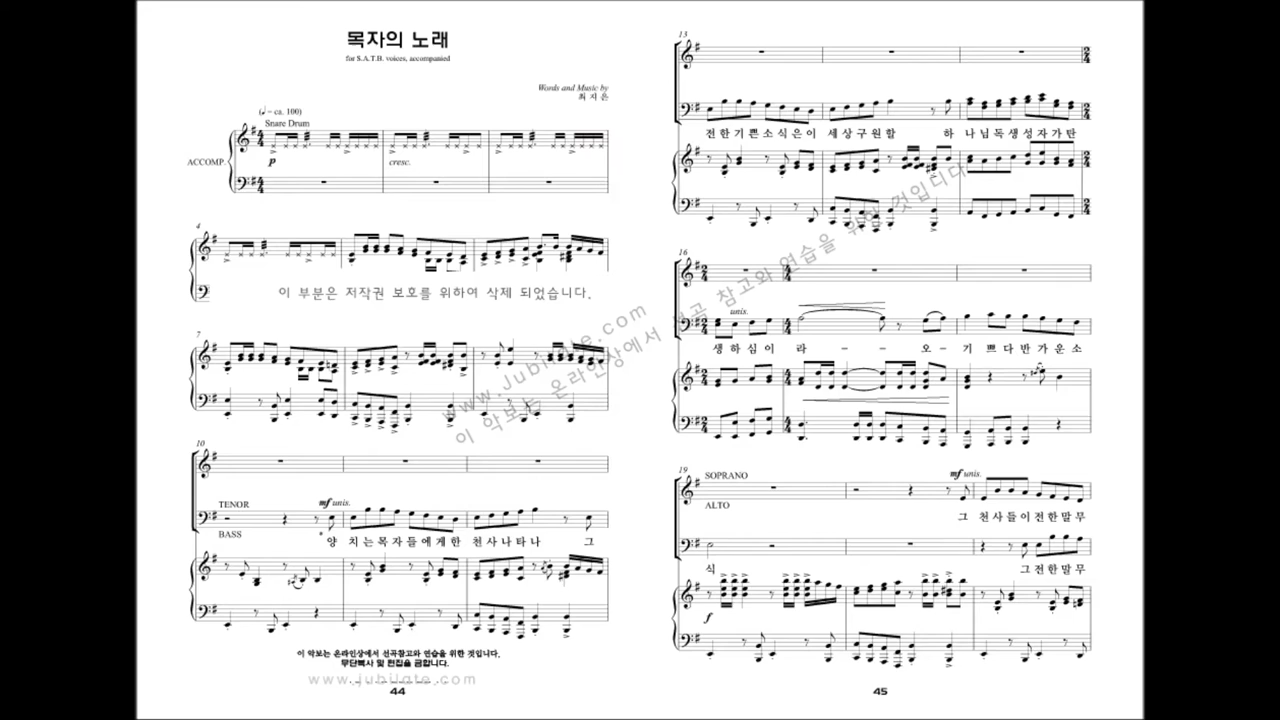 목자의 노래
for S.A.T.B. voices, accompanied
Words and Music by
최 지 은
(♩ = ca. 100)
Snare Drum
ACCOMP.
p
cresc.
4
이 부분은 저작권 보호를 위하여 삭제 되었습니다.
7
10
TENOR
mf unis.
BASS
양 치는목자들에게한 천사나타나 그
이 악보는 온라인상에서 선곡참고와 연습을 위한 것입니다.
무단복사 및 편집을 금합니다.
www.jubilate.com
44
www.Jubilate.com
이 악보는 온라인상에서 선곡 참고와 연습을 위한 것입니다
13
전한기쁜소식은이 세상구원할 하 나님독생성자가탄
16
unis.
생하심이 라 - - - 오 - 기 쁘다반가운소
19
SOPRANO
mf unis.
ALTO
그 천사들이전한말무
식 그전한말무
f
45